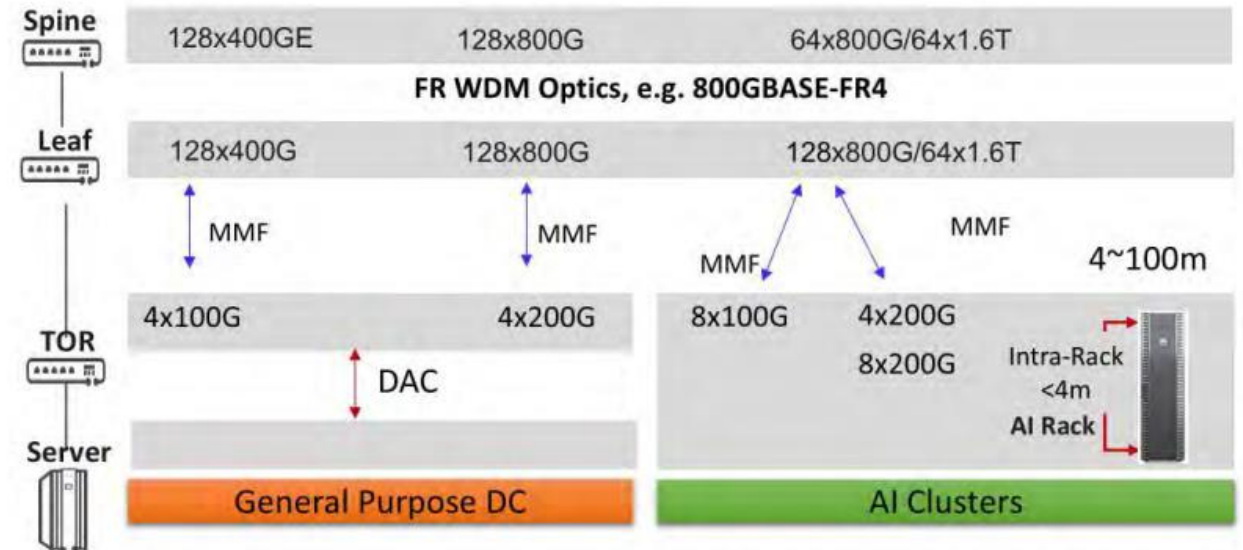 Spine
128x400GE
128x800G
64x800G/64x1.6T
FR WDM Optics, e.g. 800GBASE-FR4
Leaf
128x400G
128x800G
128x800G/64x1.6T
MMF
MMF
MMF
MMF
4~100m
TOR
4x100G
4x200G
8x100G
4x200G
8x200G
Intra-Rack
<4m
AI Rack
DAC
Server
General Purpose DC
AI Clusters